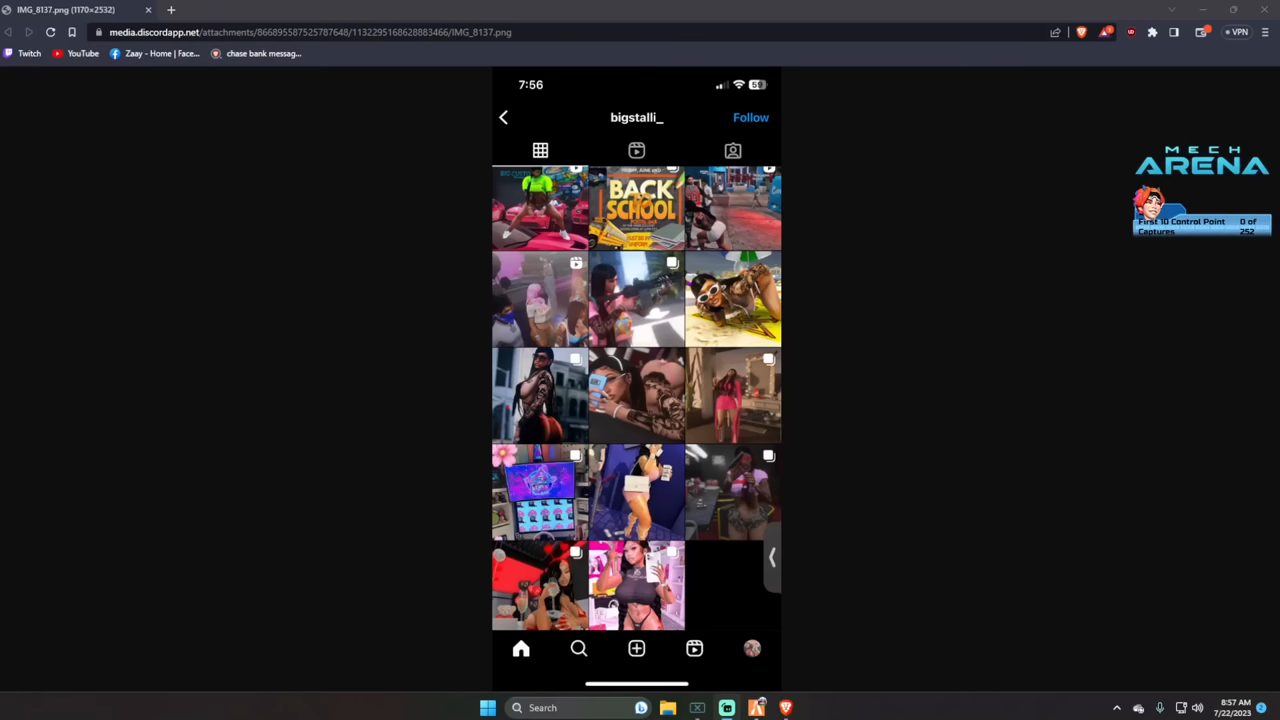 IMG_8137.png (1170×2532)
media.discordapp.net/attachments/866895587525787648/1132295168628883466/IMG_8137.png
VPN
Twitch
YouTube
Zaay - Home | Face...
chase bank messag...
7:56
59
bigstalli_
Follow
BACK
SCHOOL
MECH
ARENA
First 10 Control Point
Captures
0 of
252
Search
8:57 AM
7/22/2023